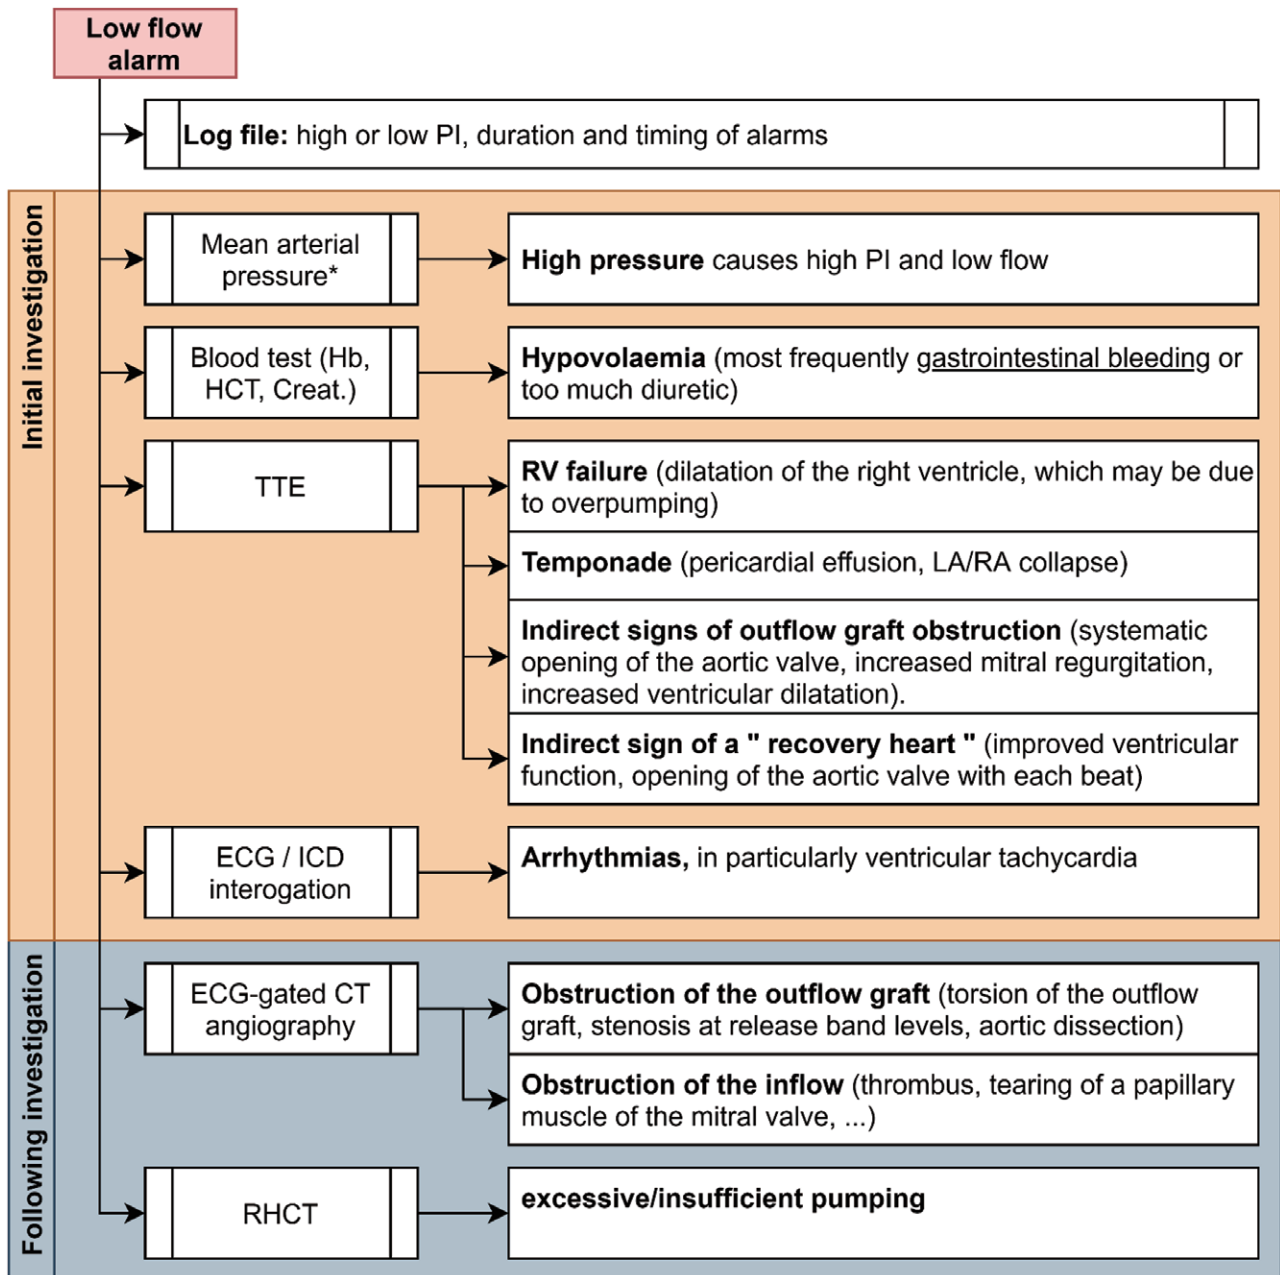 Low flow
alarm
Log file: high or low PI, duration and timing of alarms
Initial investigation
Mean arterial
pressure*
High pressure causes high PI and low flow
Blood test (Hb,
HCT, Creat.)
Hypovolaemia (most frequently gastrointestinal bleeding or
too much diuretic)
TTE
RV failure (dilatation of the right ventricle, which may be due
to overpumping)
Temponade (pericardial effusion, LA/RA collapse)
Indirect signs of outflow graft obstruction (systematic
opening of the aortic valve, increased mitral regurgitation,
increased ventricular dilatation).
Indirect sign of a " recovery heart " (improved ventricular
function, opening of the aortic valve with each beat)
ECG / ICD
interogation
Arrhythmias, in particularly ventricular tachycardia
Following investigation
ECG-gated CT
angiography
Obstruction of the outflow graft (torsion of the outflow
graft, stenosis at release band levels, aortic dissection)
Obstruction of the inflow (thrombus, tearing of a papillary
muscle of the mitral valve, ...)
RHCT
excessive/insufficient pumping